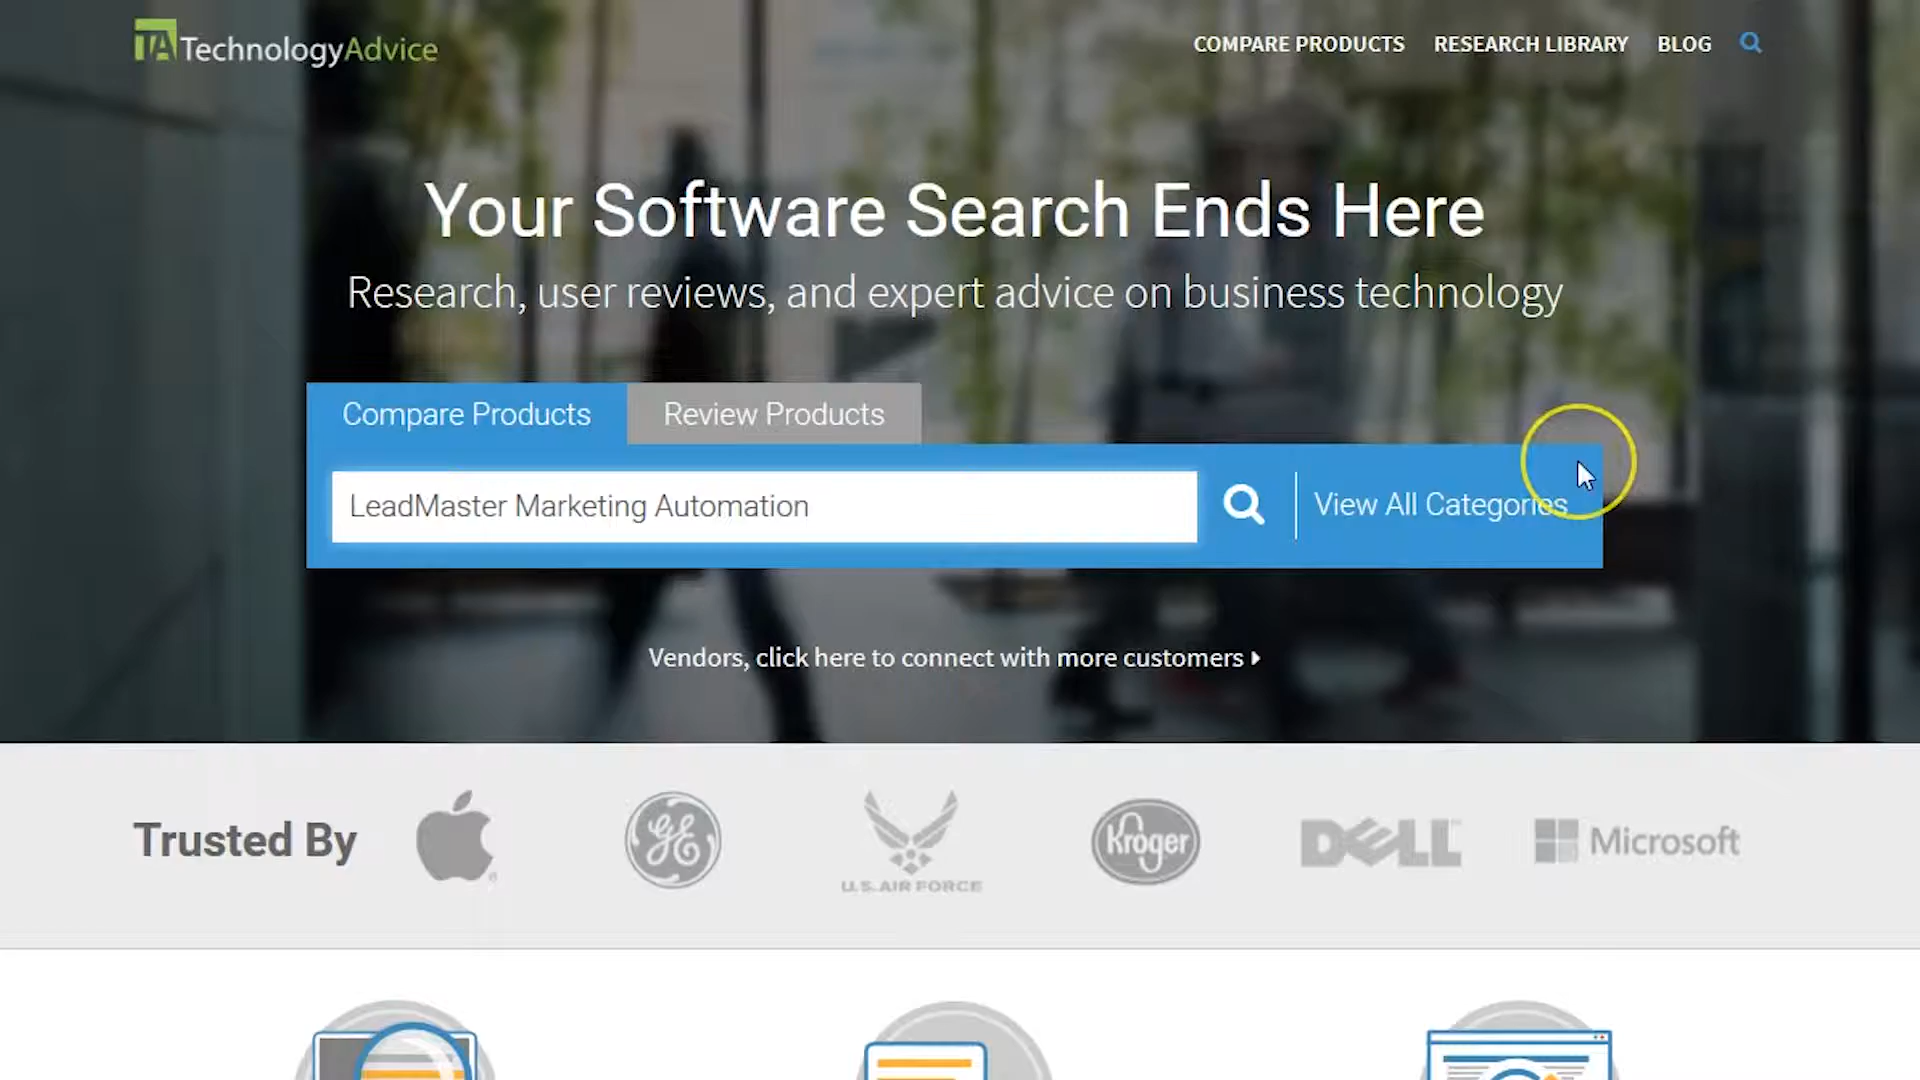 TA TechnologyAdvice
COMPARE PRODUCTS RESEARCH LIBRARY BLOG
Your Software Search Ends Here
Research, user reviews, and expert advice on business technology
Compare Products Review Products
LeadMaster Marketing Automation
View All Categories
Vendors, click here to connect with more customers
Trusted By
GE
U.S. AIR FORCE
Kroger
DELL
Microsoft